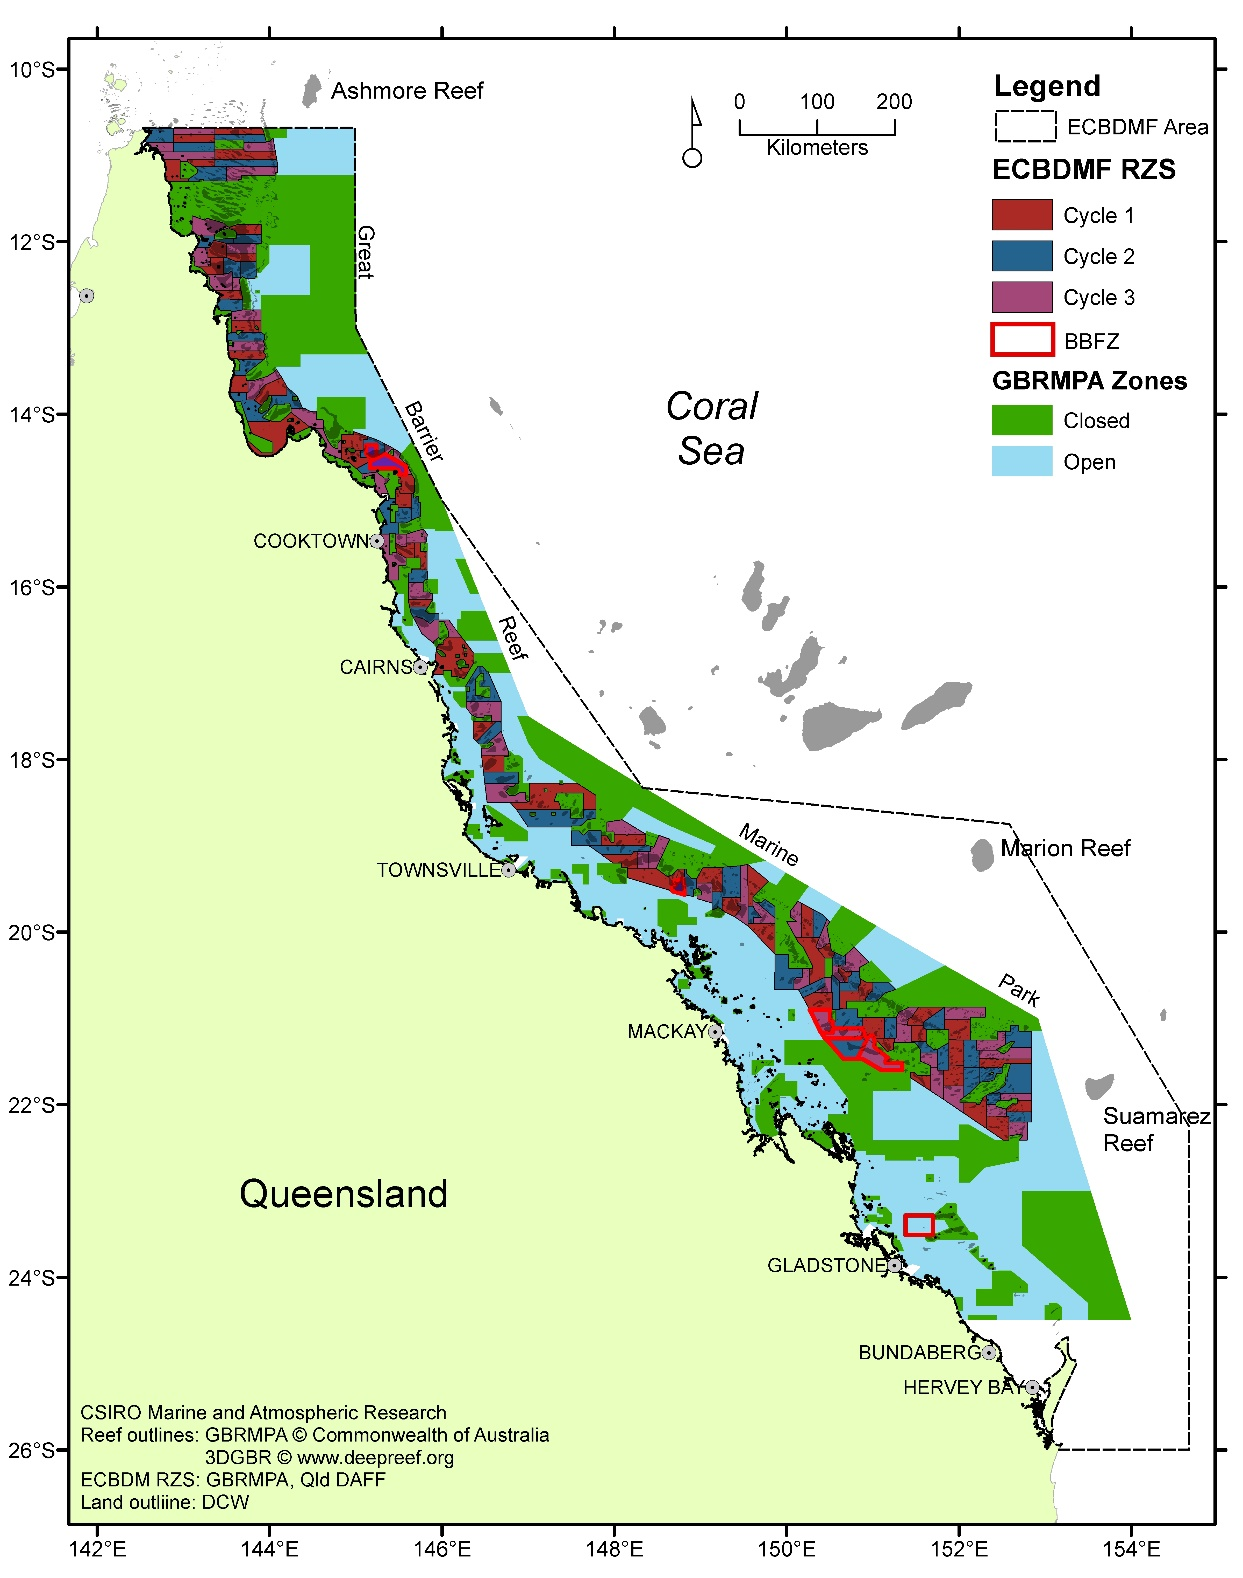 10°S
12°S
14°S
16°S
18°S
20°S
22°S
24°S
26°S
Ashmore Reef
0 100 200
Kilometers
Legend
ECBDMF Area
ECBDMF RZS
Cycle 1
Cycle 2
Cycle 3
BBFZ
GBRMPA Zones
Closed
Open
Great
Barrier
Reef
Marine
Park
Coral
Sea
COOKTOWN
CAIRNS
TOWNSVILLE
Marion Reef
MACKAY
Suamarez
Reef
Queensland
GLADSTONE
BUNDABERG
HERVEY BAY
CSIRO Marine and Atmospheric Research
Reef outlines: GBRMPA © Commonwealth of Australia
3DGBR © www.deepreef.org
ECBDM RZS: GBRMPA, Qld DAFF
Land outliine: DCW
142°E 144°E 146°E 148°E 150°E 152°E 154°E